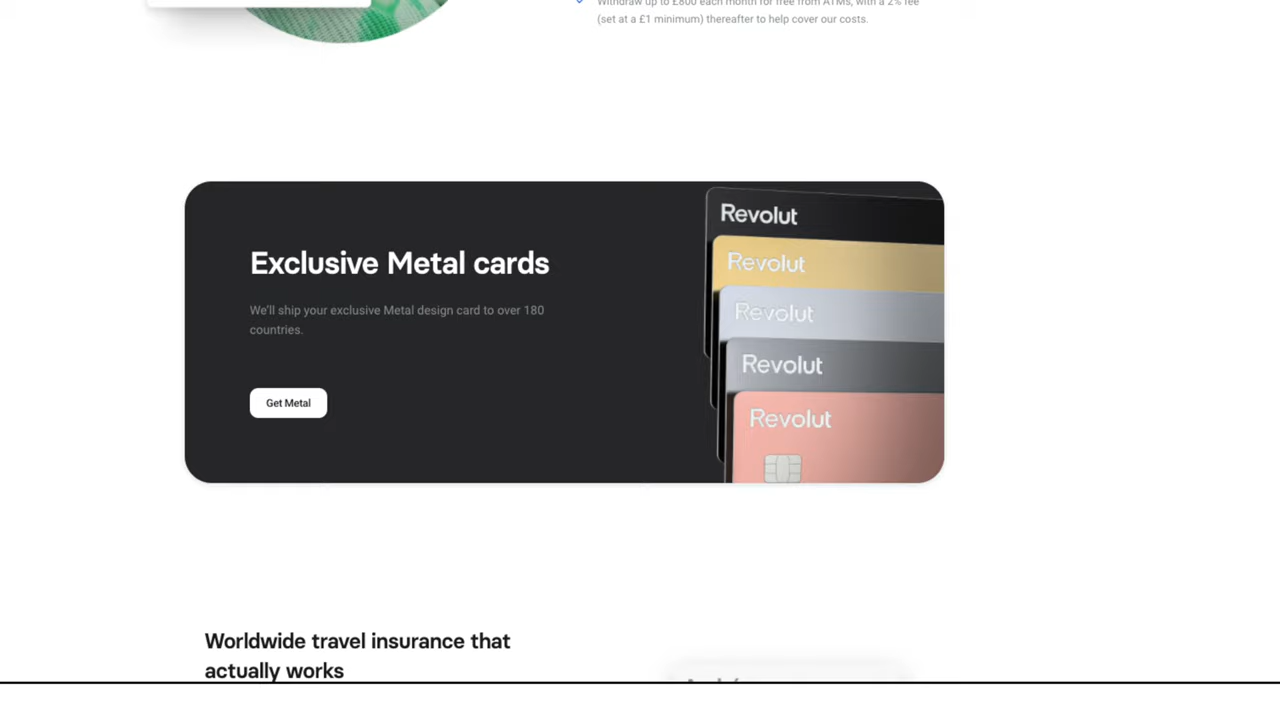 Withdraw up to £800 each month for free from ATMs, with a 2% fee
(set at a £1 minimum) thereafter to help cover our costs.
Revolut
Exclusive Metal cards
Revolut
We'll ship your exclusive Metal design card to over 180
countries.
Revolut
Revolut
Get Metal
Revolut
Worldwide travel insurance that
actually works